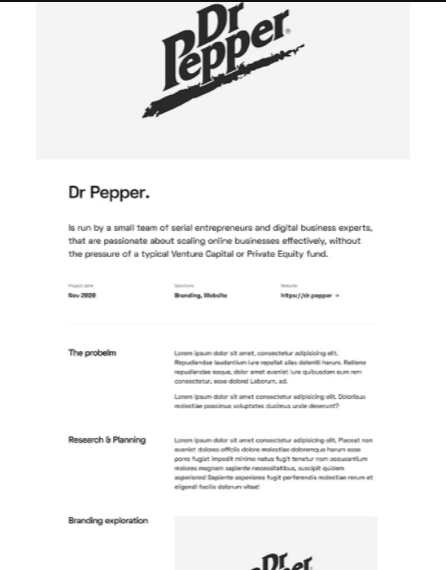 Dr
Pepper®
Dr Pepper.
Is run by a small team of serial entrepreneurs and digital business experts,
that are passionate about scaling online businesses effectively, without
the pressure of a typical Venture Capital or Private Equity fund.
Project date
Solutions
Website
Nov 2020
Branding, Website
https://dr.pepper →
The probelm
Lorem ipsum dolor sit amet, consectetur adipisicing elit.
Repudiandae laudantium iure repellat alias deleniti harum. Ratione
repudiandae eaque, dolor amet eveniet iure quibusdam eum rem
consectetur, esse dolore! Laborum, ad.
Lorem ipsum dolor sit amet consectetur adipisicing elit. Doloribus
molestiae possimus voluptates ducimus unde deserunt?
Research & Planning
Lorem ipsum dolor sit amet consectetur adipisicing elit. Placeat non
eveniet dolores officiis dolore molestiae doloremque harum esse
porro fugiat impedit minima natus fugit tenetur nam accusantium
maiores magnam sapiente necessitatibus, suscipit quidem
asperiores! Sapiente asperiores fugit perferendis molestiae rerum et
eligendi facilis dolorum vitae!
Branding exploration
Dr
Pepper